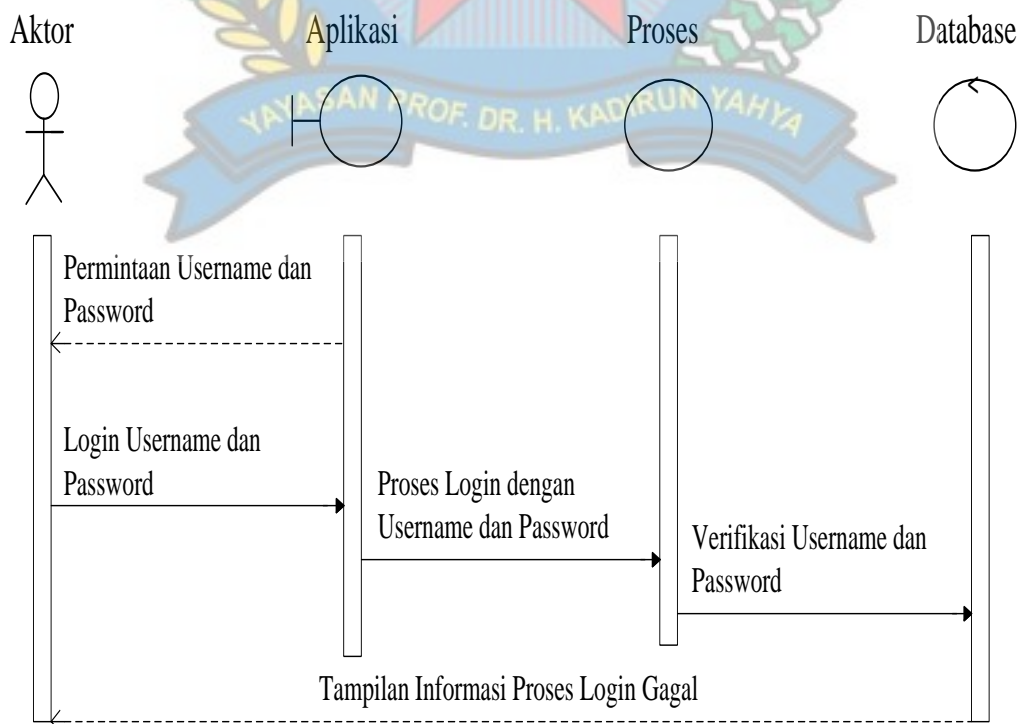 Aktor
Aplikasi
Proses
Database
YAYASAN PROF. DR. H. KADIRUN YAHYA
Permintaan Username dan
Password
Login Username dan
Password
Proses Login dengan
Username dan Password
Verifikasi Username dan
Password
Tampilan Informasi Proses Login Gagal